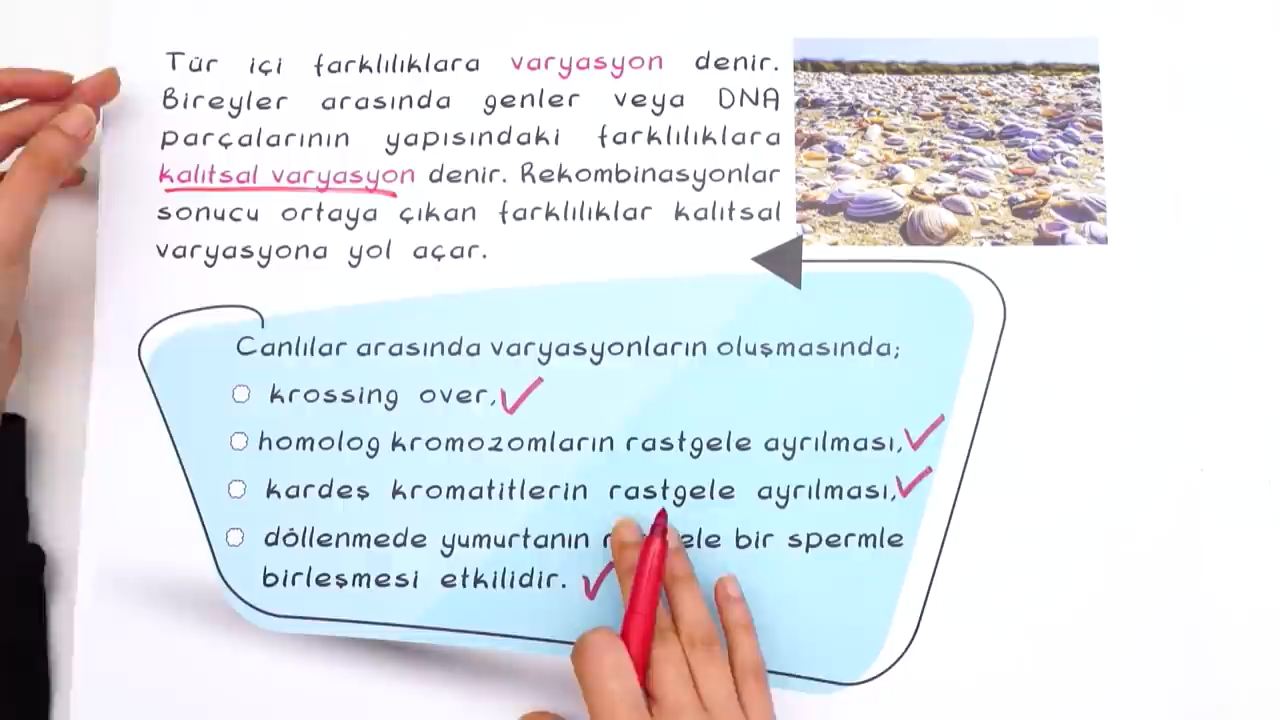 Tür içi farklılıklara varyasyon denir.
Bireyler arasında genler veya DNA
parçalarının yapısındaki farklılıklara
kalıtsal varyasyon denir. Rekombinasyonlar
sonucu ortaya çıkan farklılıklar kalıtsal
varyasyona yol açar.
Canlılar arasında varyasyonların oluşmasında;
krossing over,
homolog kromozomların rastgele ayrılması,
kardeş kromatitlerin rastgele ayrılması,
döllenmede yumurtanın bir spermle
birleşmesi etkilidir.